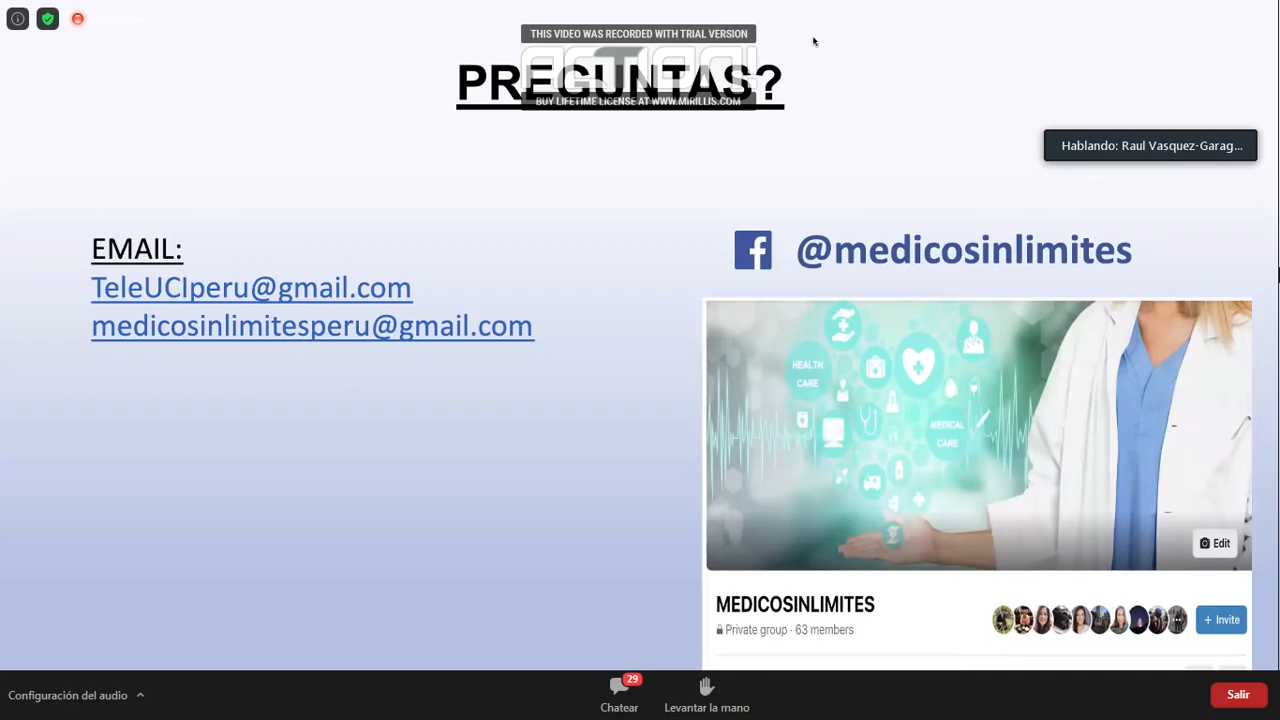 THIS VIDEO WAS RECORDED WITH TRIAL VERSION
PREGUNTAS?
BUY LIFETIME LICENSE AT WWW.MIRILLIS.COM
Hablando: Raul Vasquez-Garag...
EMAIL:
TeleUCIperu@gmail.com
medicosinlimitesperu@gmail.com
@medicosinlimites
HEALTH
CARE
MEDICAL
CARE
Edit
MEDICOSINLIMITES
Private group · 63 members
+ Invite
Configuración del audio
29
Chatear
Levantar la mano
Salir